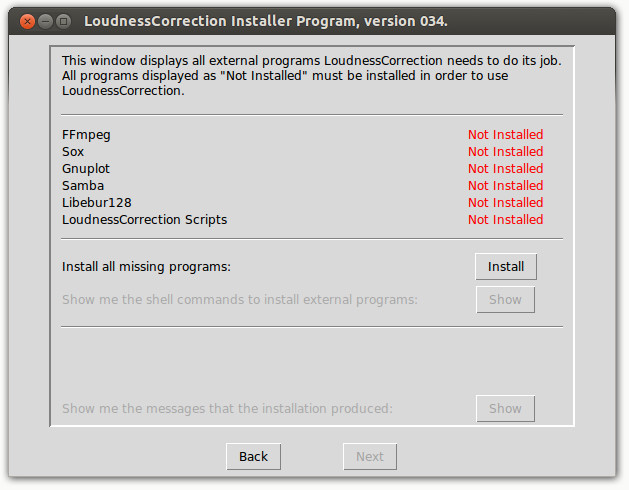 LoudnessCorrection Installer Program, version 034.
This window displays all external programs LoudnessCorrection needs to do its job.
All programs displayed as "Not Installed" must be installed in order to use
LoudnessCorrection.
FFmpeg Not Installed
Sox Not Installed
Gnuplot Not Installed
Samba Not Installed
Libebur128 Not Installed
LoudnessCorrection Scripts Not Installed
Install all missing programs: Install
Show me the shell commands to install external programs: Show
Show me the messages that the installation produced: Show
Back Next